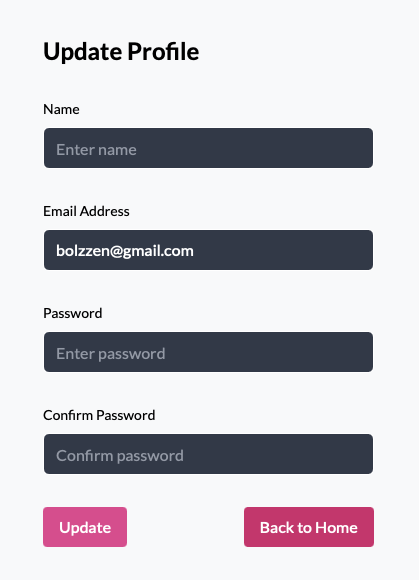 Update Profile
Name
Enter name
Email Address
bolzzen@gmail.com
Password
Enter password
Confirm Password
Confirm password
Update Back to Home